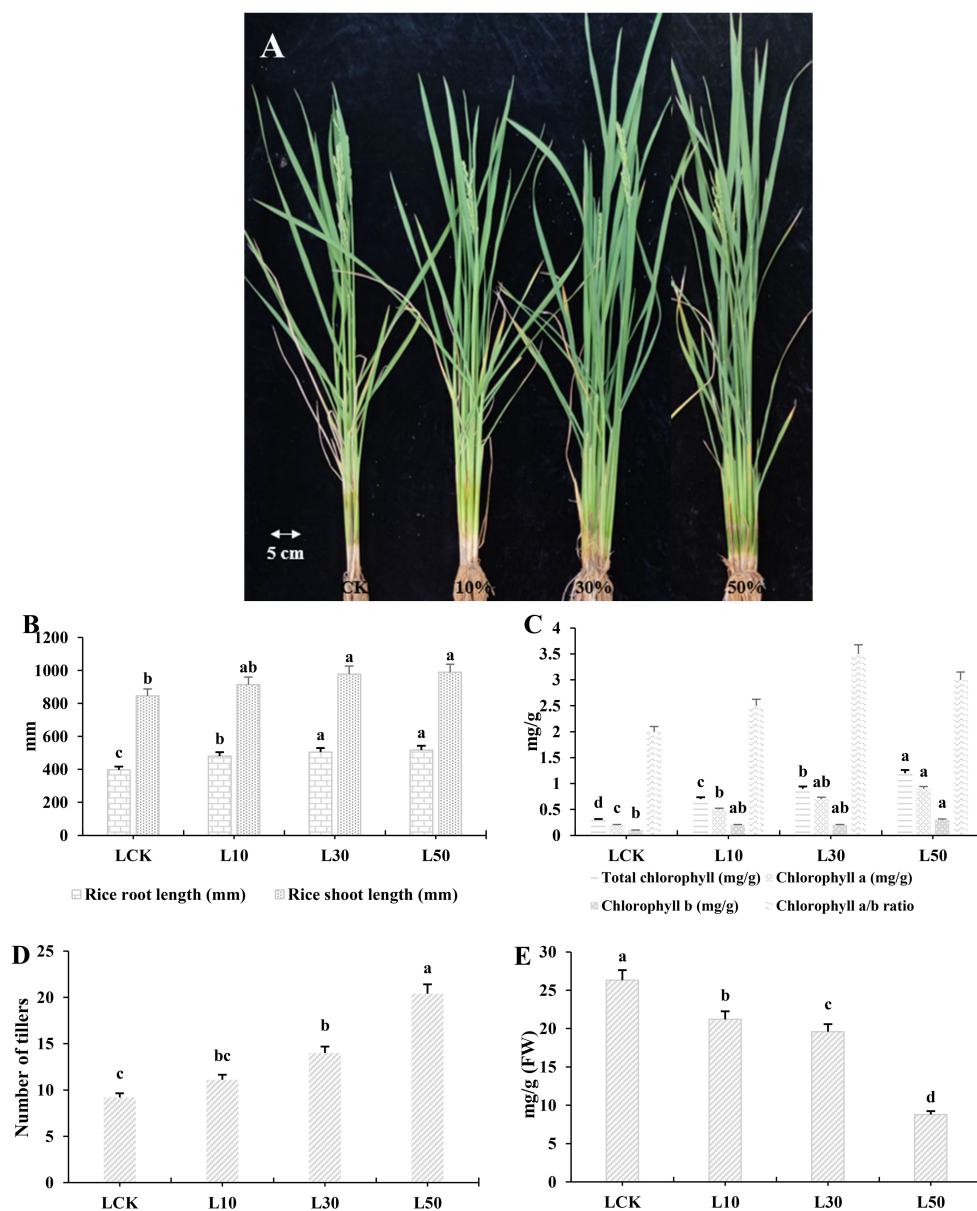 A
5 cm
CK
10%
30%
50%
B
1200
1000
800
600
400
200
0
mm
c
b
b
ab
a
a
a
a
LCK
L10
L30
L50
Rice root length (mm)
Rice shoot length (mm)
C
4
3.5
3
2.5
2
1.5
1
0.5
0
mg/g
d
c
b
c
b
ab
b
ab
ab
a
a
a
LCK
L10
L30
L50
Total chlorophyll (mg/g)
Chlorophyll a (mg/g)
Chlorophyll b (mg/g)
Chlorophyll a/b ratio
D
25
20
15
10
5
0
Number of tillers
c
bc
b
a
LCK
L10
L30
L50
E
30
25
20
15
10
5
0
mg/g (FW)
a
b
c
d
LCK
L10
L30
L50